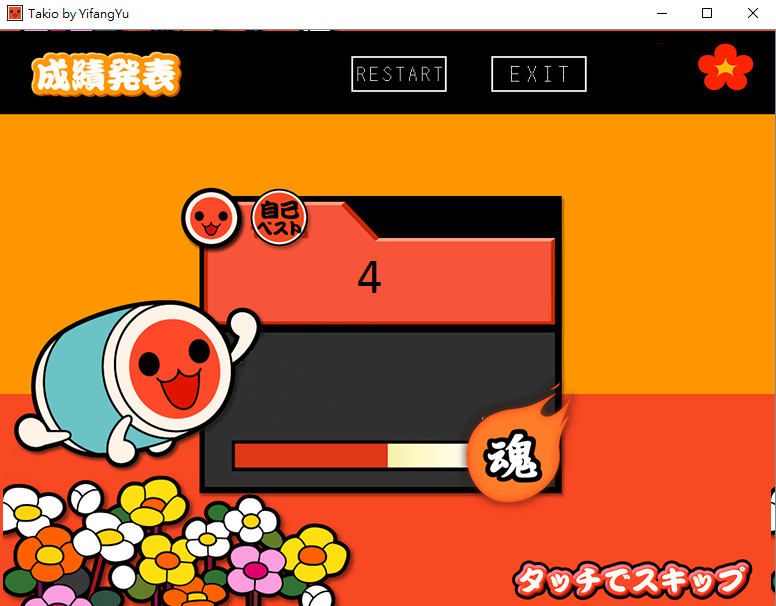 Takio by YifangYu
成績発表
RESTART
EXIT
自己
ベスト
4
魂
タッチでスキップ